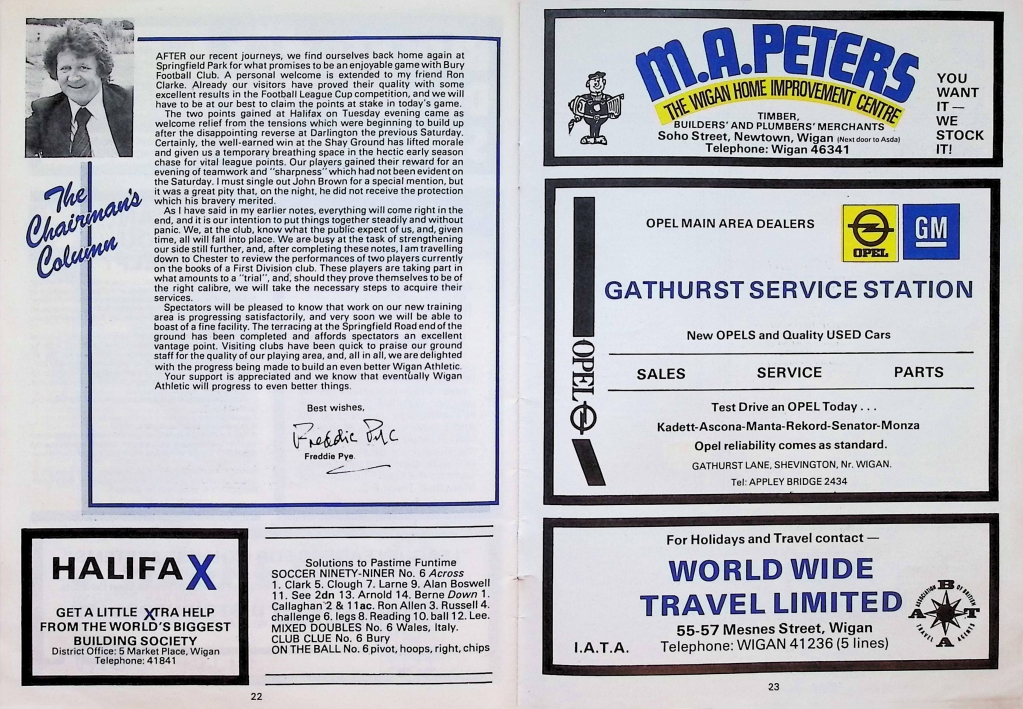 The
Chairman's
Column
AFTER our recent journeys, we find ourselves back home again at
Springfield Park for what promises to be an enjoyable game with Bury
Football Club. A personal welcome is extended to my friend Ron
Clarke. Already our visitors have proved their quality with some
excellent results in the Football League Cup competition, and we will
have to be at our best to claim the points at stake in today's game.
The two points gained at Halifax on Tuesday evening came as
welcome relief from the tensions which were beginning to build up
after the disappointing reverse at Darlington the previous Saturday.
Certainly, the well-earned win at the Shay Ground has lifted morale
and given us a temporary breathing space in the hectic early season
chase for vital league points. Our players gained their reward for an
evening of teamwork and "sharpness" which had not been evident on
the Saturday. I must single out John Brown for a special mention, but
it was a great pity that, on the night, he did not receive the protection
which his bravery merited.
As I have said in my earlier notes, everything will come right in the
end, and it is our intention to put things together steadily and without
panic. We, at the club, know what the public expect of us, and, given
time, all will fall into place. We are busy at the task of strengthening
our side still further, and, after completing these notes, I am travelling
down to Chester to review the performances of two players currently
on the books of a First Division club. These players are taking part in
what amounts to a "trial", and, should they prove themselves to be of
the right calibre, we will take the necessary steps to acquire their
services.
Spectators will be pleased to know that work on our new training
area is progressing satisfactorily, and very soon we will be able to
boast of a fine facility. The terracing at the Springfield Road end of the
ground has been completed and affords spectators an excellent
vantage point. Visiting clubs have been quick to praise our ground
staff for the quality of our playing area, and, all in all, we are delighted
with the progress being made to build an even better Wigan Athletic.
Your support is appreciated and we know that eventually Wigan
Athletic will progress to even better things.
Best wishes,
Freddie Pye
Freddie Pye.
HALIFAX
GET A LITTLE XTRA HELP
FROM THE WORLD'S BIGGEST
BUILDING SOCIETY
District Office: 5 Market Place, Wigan
Telephone: 41841
Solutions to Pastime Funtime
SOCCER NINETY-NINER No. 6 Across
1. Clark 5. Clough 7. Larne 9. Alan Boswell
11. See 2dn 13. Arnold 14. Berne Down 1.
Callaghan 2 & 11ac. Ron Allen 3. Russell 4.
challenge 6. legs 8. Reading 10. ball 12. Lee.
MIXED DOUBLES No. 6 Wales, Italy.
CLUB CLUE No. 6 Bury
ON THE BALL No. 6 pivot, hoops, right, chips
22
M.A.PETERS
THE WIGAN HOME IMPROVEMENT CENTRE
TIMBER,
BUILDERS' AND PLUMBERS' MERCHANTS
Soho Street, Newtown, Wigan (Next door to Asda)
Telephone: Wigan 46341
YOU
WANT
IT —
WE
STOCK
IT!
OPEL MAIN AREA DEALERS
OPEL
GM
GATHURST SERVICE STATION
New OPELS and Quality USED Cars
SALES SERVICE PARTS
OPEL
Test Drive an OPEL Today . . .
Kadett-Ascona-Manta-Rekord-Senator-Monza
Opel reliability comes as standard.
GATHURST LANE, SHEVINGTON, Nr. WIGAN.
Tel: APPLEY BRIDGE 2434
For Holidays and Travel contact —
WORLD WIDE
TRAVEL LIMITED
55-57 Mesnes Street, Wigan
I.A.T.A. Telephone: WIGAN 41236 (5 lines)
ABTA
ASSOCIATION OF BRITISH
TRAVEL AGENTS
23